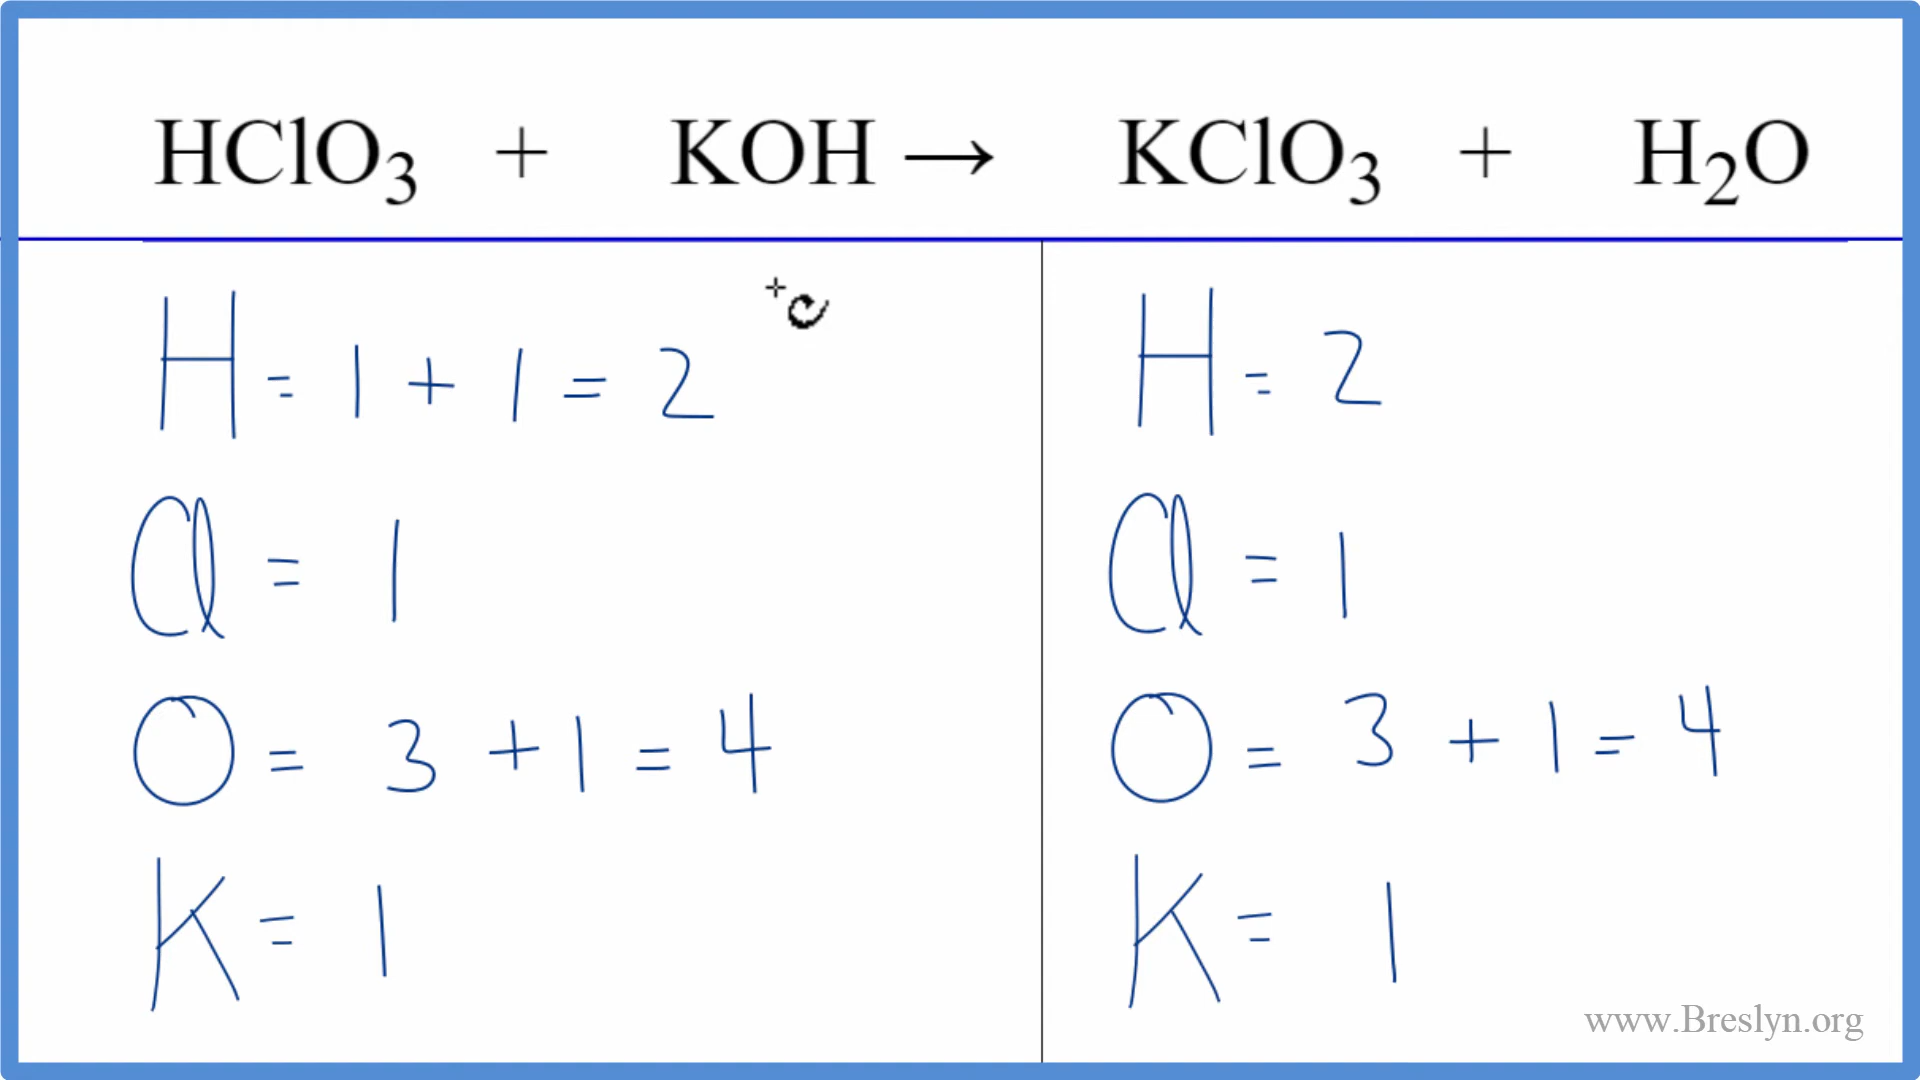 HClO₃ + KOH → KClO₃ + H₂O
H = 1 + 1 = 2
Cl = 1
O = 3 + 1 = 4
K = 1
H = 2
Cl = 1
O = 3 + 1 = 4
K = 1
www.Breslyn.org